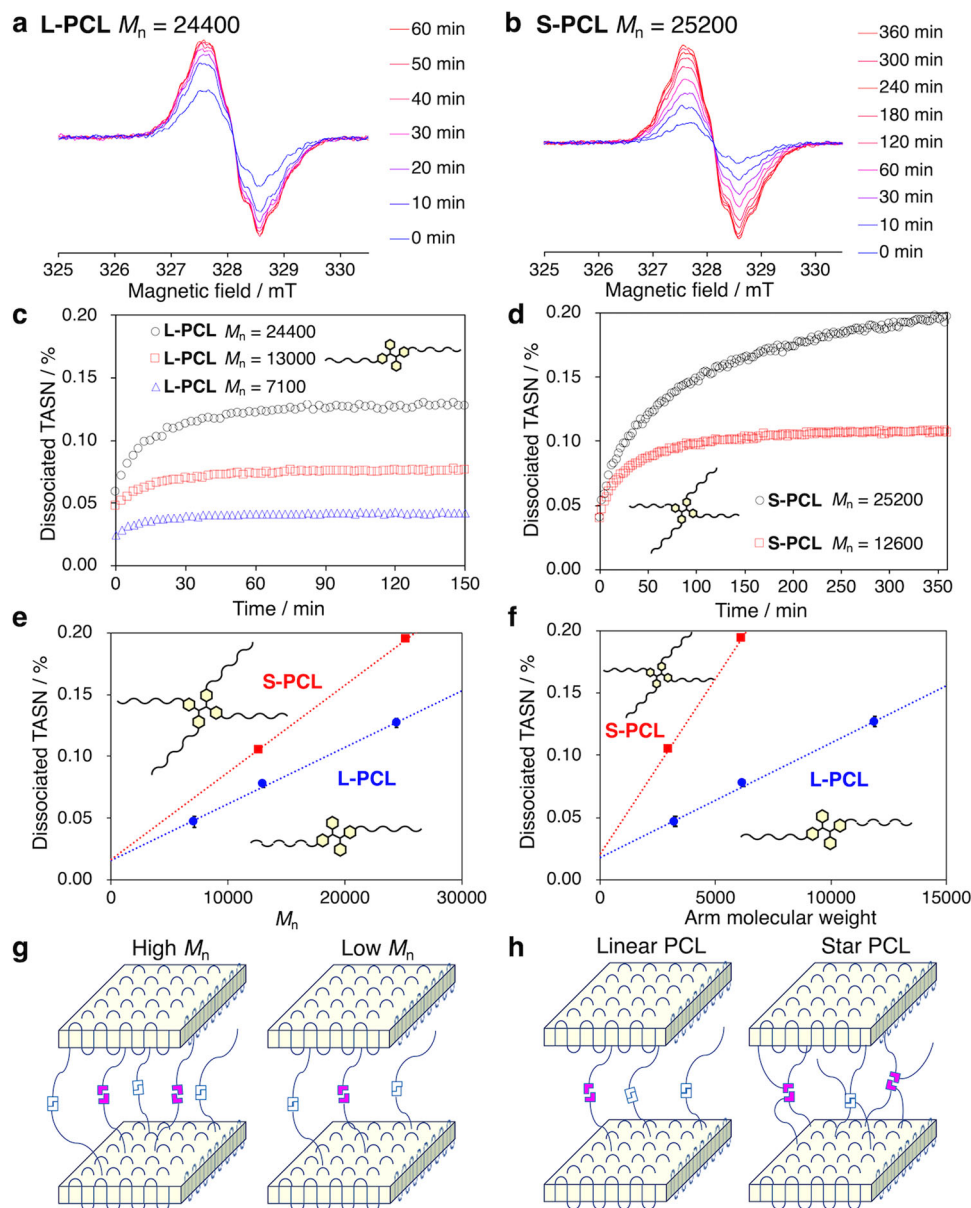 a L-PCL Mn = 24400
60 min
50 min
40 min
30 min
20 min
10 min
0 min
325 326 327 328 329 330
Magnetic field / mT
b S-PCL Mn = 25200
360 min
300 min
240 min
180 min
120 min
60 min
30 min
10 min
0 min
325 326 327 328 329 330
Magnetic field / mT
c
Dissociated TASN / %
0.20
0.15
0.10
0.05
0.00
L-PCL Mn = 24400
L-PCL Mn = 13000
L-PCL Mn = 7100
0 30 60 90 120 150
Time / min
d
Dissociated TASN / %
0.20
0.15
0.10
0.05
0.00
S-PCL Mn = 25200
S-PCL Mn = 12600
0 50 100 150 200 250 300 350
Time / min
e
Dissociated TASN / %
0.20
0.15
0.10
0.05
0.00
S-PCL
L-PCL
0 10000 20000 30000
Mn
f
Dissociated TASN / %
0.20
0.15
0.10
0.05
0.00
S-PCL
L-PCL
0 5000 10000 15000
Arm molecular weight
g High Mn Low Mn
h Linear PCL Star PCL